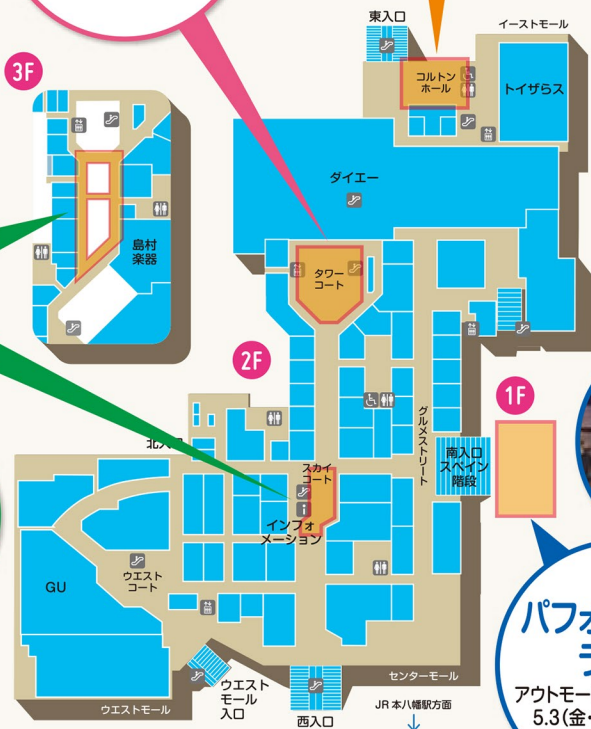 東入口
イーストモール
3F
コルトン
ホール
トイザらス
ダイエー
島村
楽器
タワー
コート
2F
1F
グルメストリート
南入口
スペイン
階段
スカイ
コート
インフォ
メーション
ウエスト
コート
GU
ウエスト
モール
入口
センターモール
ウエストモール
西入口
JR 本八幡駅方面
アウトモー
5.3(金・